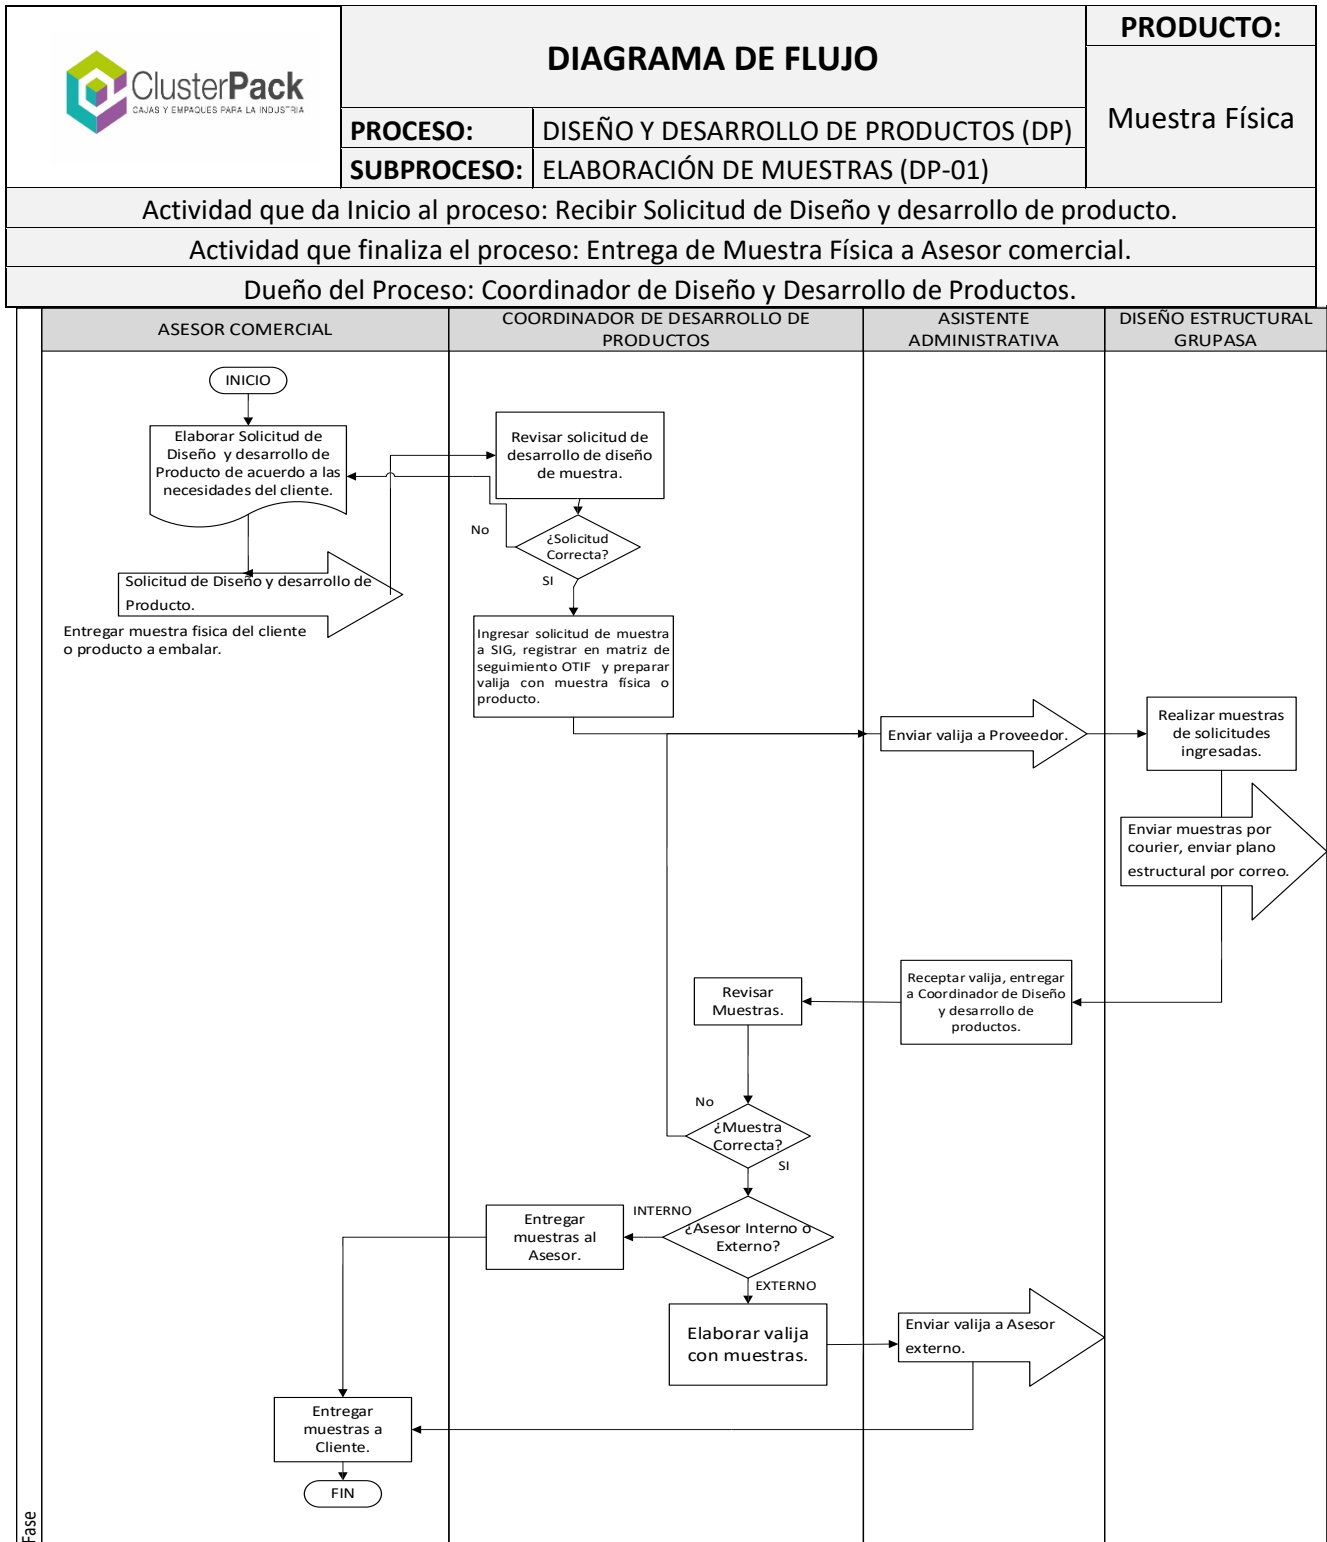 ClusterPack
CAJAS Y EMPAQUES PARA LA INDUSTRIA
DIAGRAMA DE FLUJO
PRODUCTO:
Muestra Física
PROCESO:
DISEÑO Y DESARROLLO DE PRODUCTOS (DP)
SUBPROCESO:
ELABORACIÓN DE MUESTRAS (DP-01)
Actividad que da Inicio al proceso: Recibir Solicitud de Diseño y desarrollo de producto.
Actividad que finaliza el proceso: Entrega de Muestra Física a Asesor comercial.
Dueño del Proceso: Coordinador de Diseño y Desarrollo de Productos.
ASESOR COMERCIAL
COORDINADOR DE DESARROLLO DE
PRODUCTOS
ASISTENTE
ADMINISTRATIVA
DISEÑO ESTRUCTURAL
GRUPASA
INICIO
Elaborar Solicitud de
Diseño y desarrollo de
Producto de acuerdo a las
necesidades del cliente.
Revisar solicitud de
desarrollo de diseño
de muestra.
No
¿Solicitud
Correcta?
SI
Solicitud de Diseño y desarrollo de
Producto.
Entregar muestra fisica del cliente
o producto a embalar.
Ingresar solicitud de muestra
a SIG, registrar en matriz de
seguimiento OTIF y preparar
valija con muestra física o
producto.
Enviar valija a Proveedor.
Realizar muestras
de solicitudes
ingresadas.
Enviar muestras por
courier, enviar plano
estructural por correo.
Receptar valija, entregar
a Coordinador de Diseño
y desarrollo de
productos.
Revisar
Muestras.
No
¿Muestra
Correcta?
SI
¿Asesor Interno o
Externo?
INTERNO
Entregar
muestras al
Asesor.
EXTERNO
Elaborar valija
con muestras.
Enviar valija a Asesor
externo.
Entregar
muestras a
Cliente.
FIN
Fase